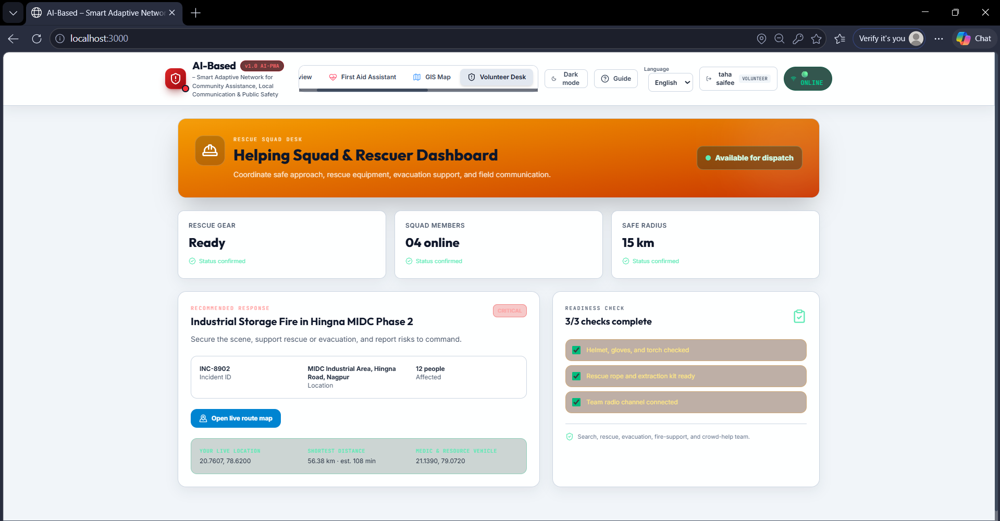 AI-Based – Smart Adaptive Netwo
localhost:3000
Verify it's you
Chat
AI-Based
v1.0 AI-PWA
– Smart Adaptive Network for
Community Assistance, Local
Communication & Public Safety
view
First Aid Assistant
GIS Map
Volunteer Desk
Dark
mode
Guide
Language
English
taha
saifee
VOLUNTEER
ONLINE
RESCUE SQUAD DESK
Helping Squad & Rescuer Dashboard
Coordinate safe approach, rescue equipment, evacuation support, and field communication.
Available for dispatch
RESCUE GEAR
Ready
Status confirmed
SQUAD MEMBERS
04 online
Status confirmed
SAFE RADIUS
15 km
Status confirmed
RECOMMENDED RESPONSE
CRITICAL
Industrial Storage Fire in Hingna MIDC Phase 2
Secure the scene, support rescue or evacuation, and report risks to command.
INC-8902
Incident ID
MIDC Industrial Area, Hingna
Road, Nagpur
Location
12 people
Affected
Open live route map
YOUR LIVE LOCATION
20.7607, 78.6200
SHORTEST DISTANCE
56.38 km · est. 108 min
MEDIC & RESOURCE VEHICLE
21.1390, 79.0720
READINESS CHECK
3/3 checks complete
Helmet, gloves, and torch checked
Rescue rope and extraction kit ready
Team radio channel connected
Search, rescue, evacuation, fire-support, and crowd-help team.